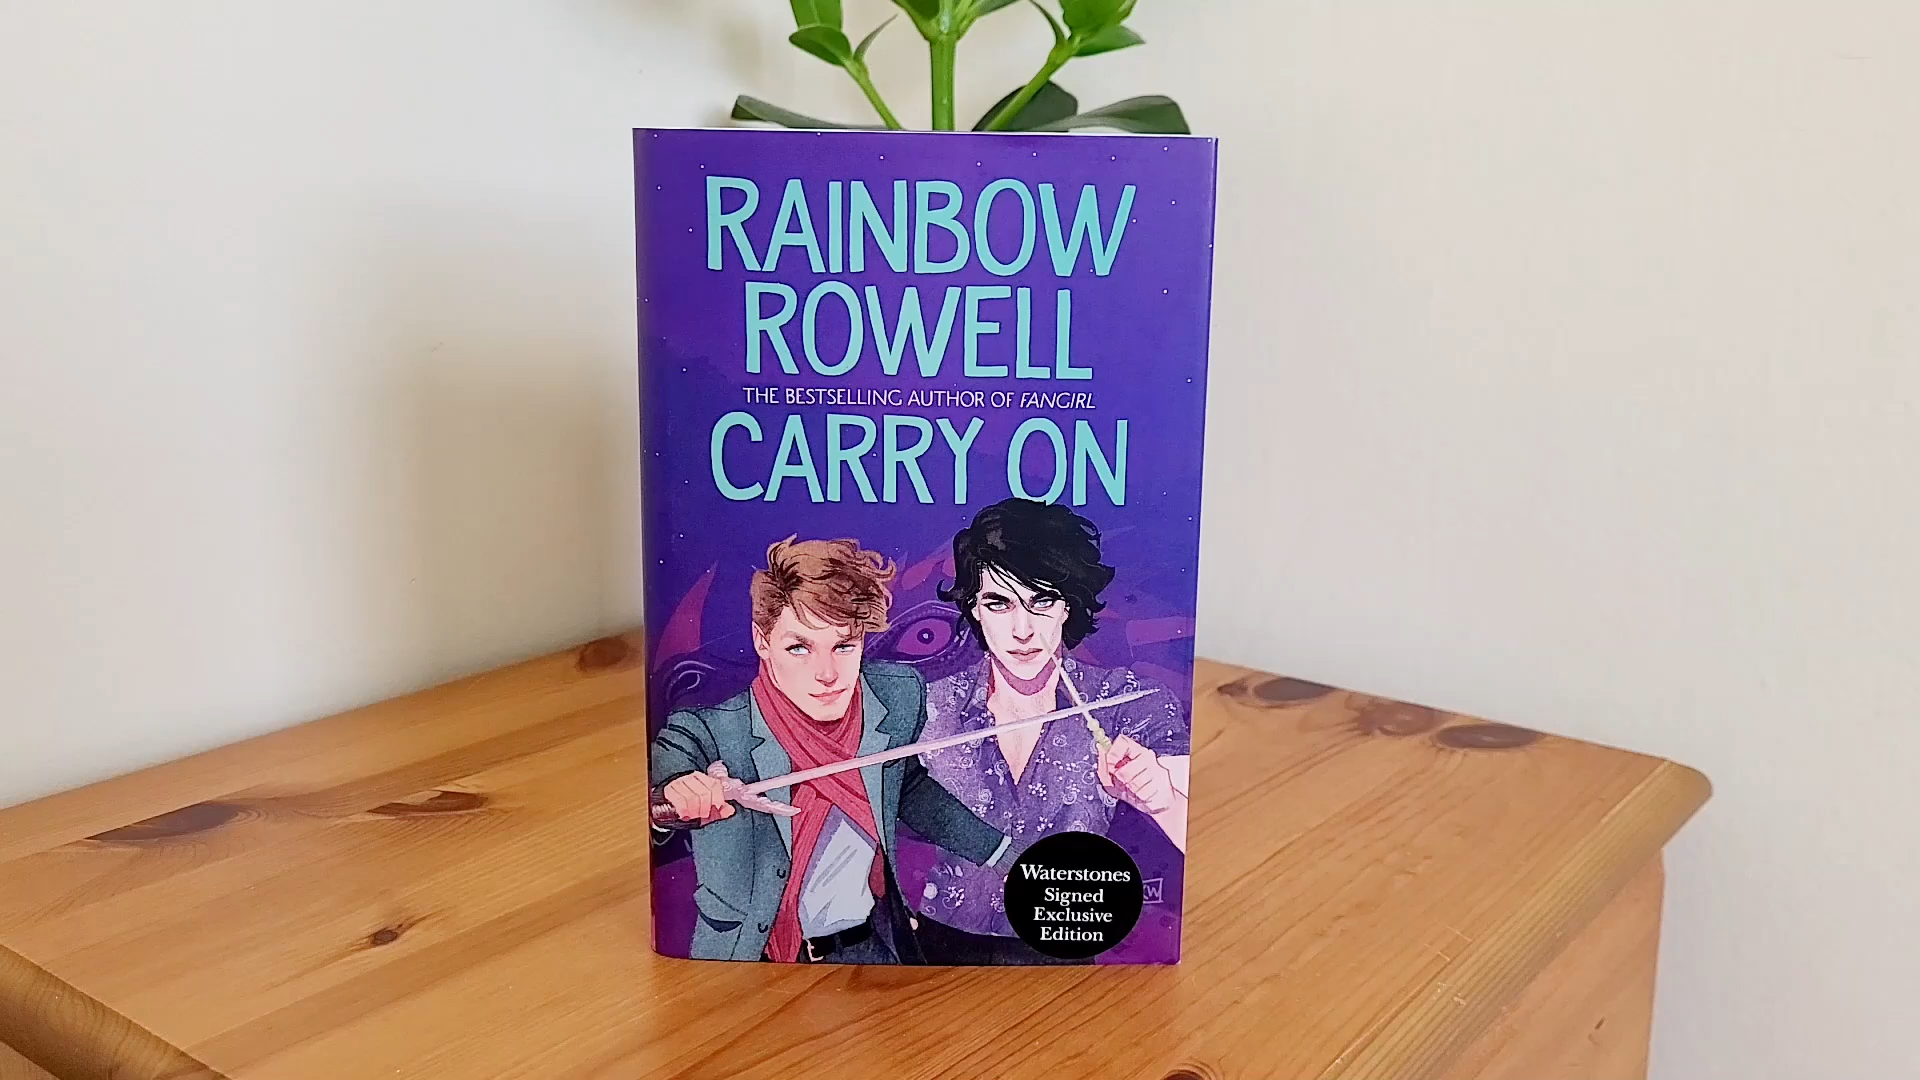 RAINBOW
ROWELL
THE BESTSELLING AUTHOR OF FANGIRL
CARRY ON
Waterstones
Signed
Exclusive
Edition